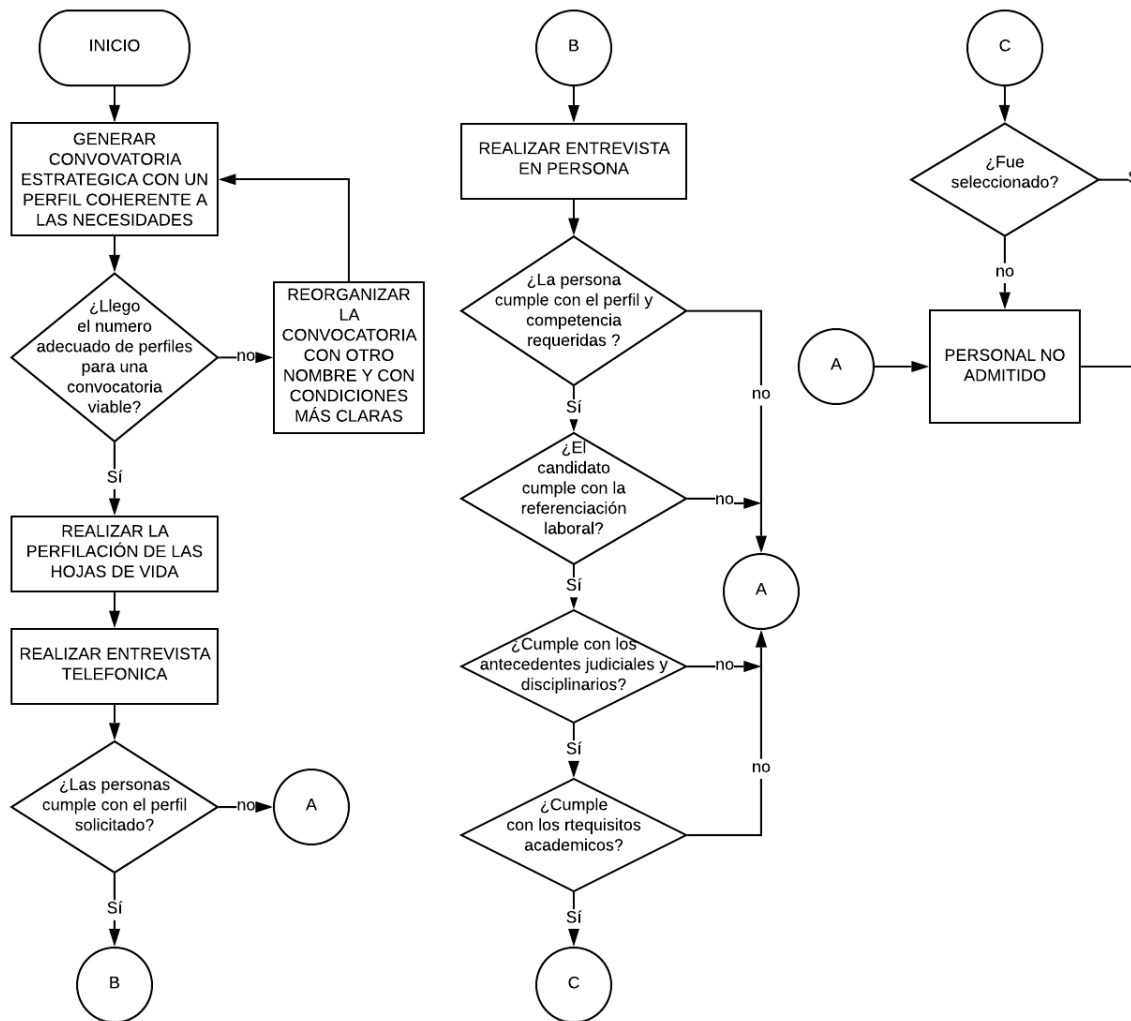 INICIO
GENERAR
CONVOVATORIA
ESTRATEGICA CON UN
PERFIL COHERENTE A
LAS NECESIDADES
¿Llego
el numero
adecuado de perfiles
para una
convocatoria
viable?
no
REORGANIZAR
LA
CONVOCATORIA
CON OTRO
NOMBRE Y CON
CONDICIONES
MÁS CLARAS
Sí
REALIZAR LA
PERFILACIÓN DE LAS
HOJAS DE VIDA
REALIZAR ENTREVISTA
TELEFONICA
¿Las personas
cumple con el perfil
solicitado?
no
A
Sí
B
B
REALIZAR ENTREVISTA
EN PERSONA
¿La persona
cumple con el perfil y
competencia
requeridas ?
no
Sí
¿El
candidato
cumple con la
referenciación
laboral?
no
A
Sí
¿Cumple con los
antecedentes judiciales y
disciplinarios?
no
Sí
¿Cumple
con los rtequisitos
academicos?
no
Sí
C
C
¿Fue
seleccionado?
no
A
PERSONAL NO
ADMITIDO